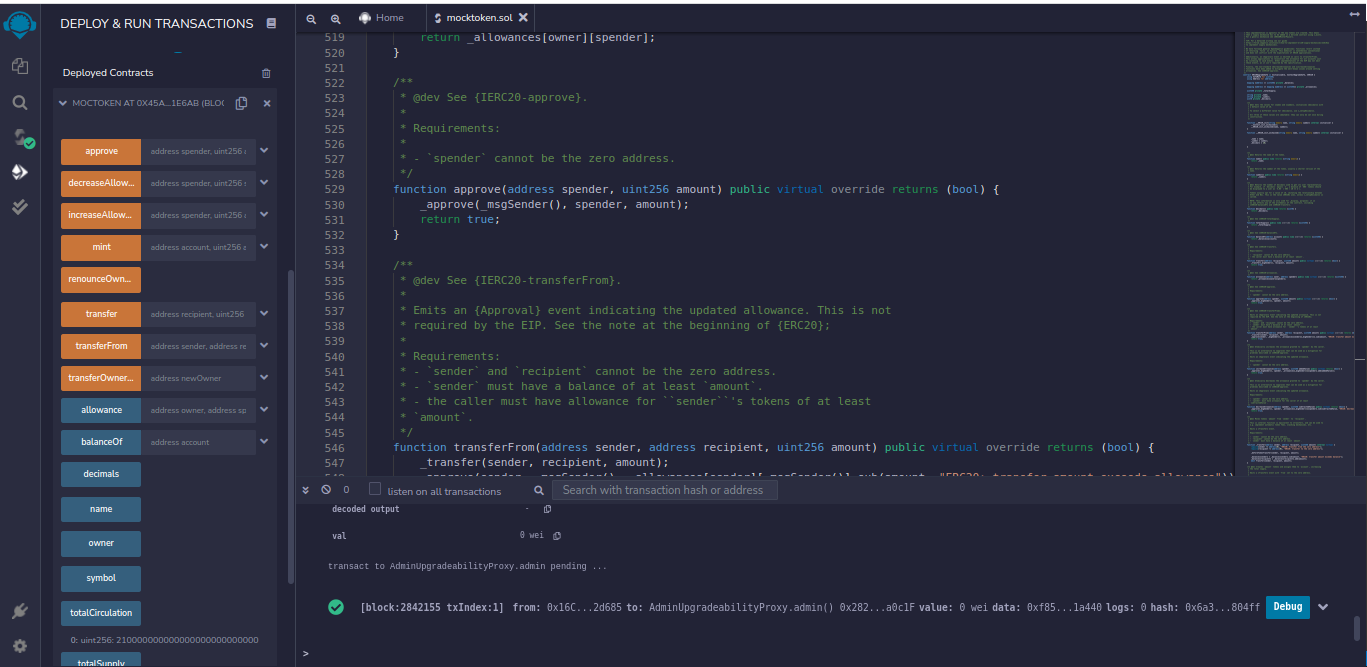 DEPLOY & RUN TRANSACTIONS
Deployed Contracts
MOCTOKEN AT 0X45A...1E6AB (BLOC
approve address spender, uint256
decreaseAllow... address spender, uint256
increaseAllow... address spender, uint256
mint address account, uint256
renounceOwn...
transfer address recipient, uint256
transferFrom address sender, address re
transferOwner... address newOwner
allowance address owner, address sp
balanceOf address account
decimals
name
owner
symbol
totalCirculation
0: uint256:
totalSupply
Home
mocktoken.sol
519 return _allowances[owner][spender];
520 }
521
522 /**
523 * @dev See {IERC20-approve}.
524 *
525 * Requirements:
526 *
527 * - `spender` cannot be the zero address.
528 */
529 function approve(address spender, uint256 amount) public virtual override returns (bool) {
530 _approve(_msgSender(), spender, amount);
531 return true;
532 }
533
534 /**
535 * @dev See {IERC20-transferFrom}.
536 *
537 * Emits an {Approval} event indicating the updated allowance. This is not
538 * required by the EIP. See the note at the beginning of {ERC20};
539 *
540 * Requirements:
541 * - `sender` and `recipient` cannot be the zero address.
542 * - `sender` must have a balance of at least `amount`.
543 * - the caller must have allowance for ``sender``'s tokens of at least
544 * `amount`.
545 */
546 function transferFrom(address sender, address recipient, uint256 amount) public virtual override returns (bool) {
547 _transfer(sender, recipient, amount);
0
listen on all transactions
Search with transaction hash or address
decoded output -
val 0 wei
transact to AdminUpgradeabilityProxy.admin pending ...
[block:2842155 txIndex:1] from: 0x16C...2d685 to: AdminUpgradeabilityProxy.admin() 0x282...a0c1F value: 0 wei data: 0xf85...1a440 logs: 0 hash: 0x6a3...804ff
Debug
>